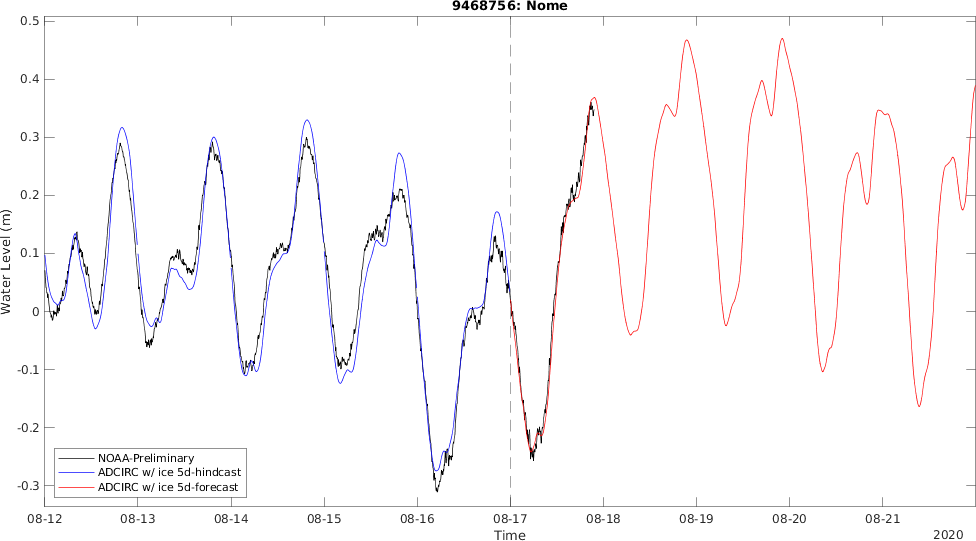 9468756: Nome
0.5
0.4
0.3
0.2
0.1
0
-0.1
-0.2
-0.3
Water Level (m)
NOAA-Preliminary
ADCIRC w/ ice 5d-hindcast
ADCIRC w/ ice 5d-forecast
08-12 08-13 08-14 08-15 08-16 08-17 08-18 08-19 08-20 08-21
Time
2020